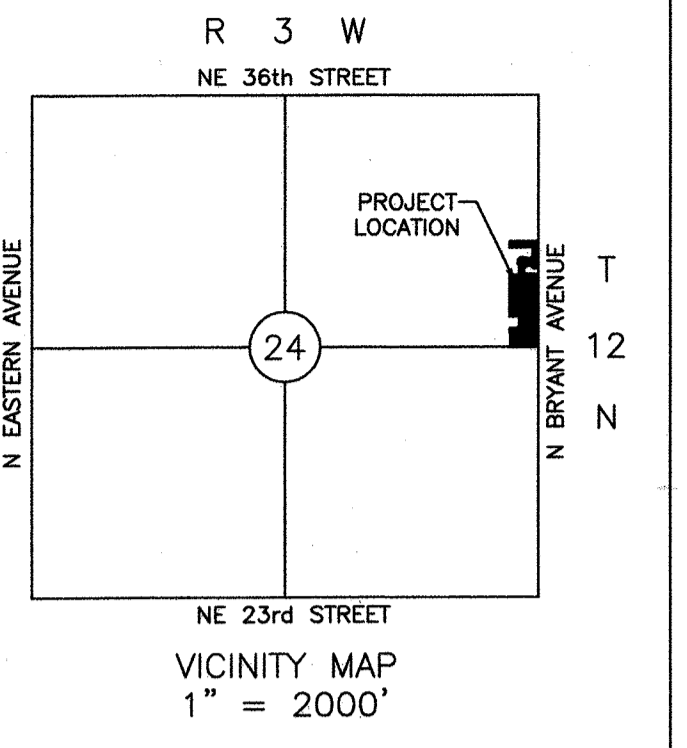 R 3 W
NE 36th STREET
PROJECT
LOCATION
N EASTERN AVENUE
24
N BRYANT AVENUE
T
12
N
NE 23rd STREET
VICINITY MAP
1" = 2000'